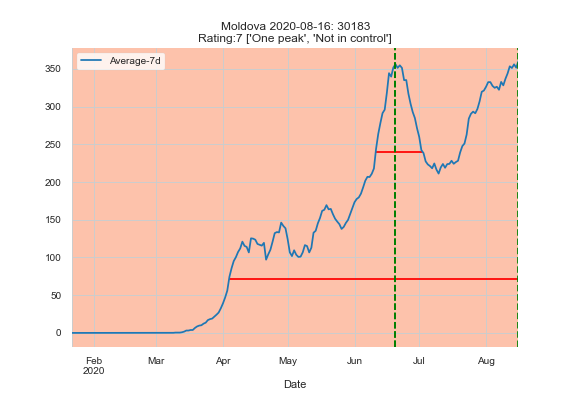 Moldova 2020-08-16: 30183
Rating:7 ['One peak', 'Not in control']
Average-7d
350
300
250
200
150
100
50
0
Feb
2020
Mar
Apr
May
Jun
Jul
Aug
Date